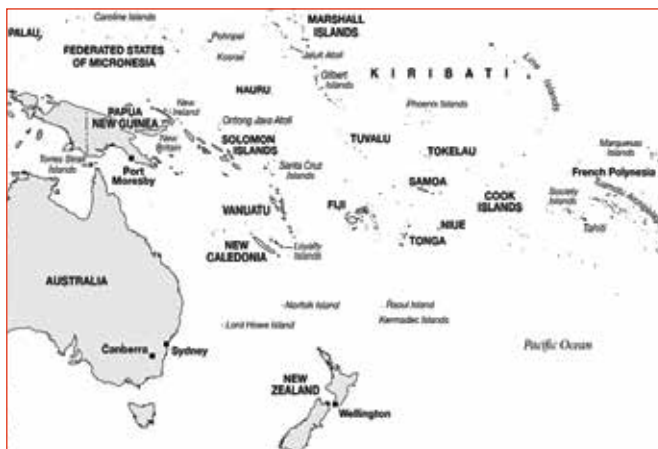 Caroline Islands
MARSHALL
ISLANDS
PALAU
Pohnpei
FEDERATED STATES
OF MICRONESIA
Kosrae
Jaluit Atoll
Gilbert
Islands
KIRIBATI
Line Islands
NAURU
Phoenix Islands
PAPUA
NEW GUINEA
New
Ireland
Ontong Java Atoll
New
Britain
SOLOMON
ISLANDS
TUVALU
TOKELAU
Marquesas
Islands
Torres Strait
Islands
Port
Moresby
Santa Cruz
Islands
SAMOA
French Polynesia
COOK
ISLANDS
Society
Islands
Tuamotu Archipelago
VANUATU
FIJI
NIUE
Tahiti
NEW
CALEDONIA
Loyalty
Islands
TONGA
AUSTRALIA
Norfolk Island
Raoul Island
Lord Howe Island
Kermadec Islands
Canberra
Sydney
Pacific Ocean
NEW
ZEALAND
Wellington